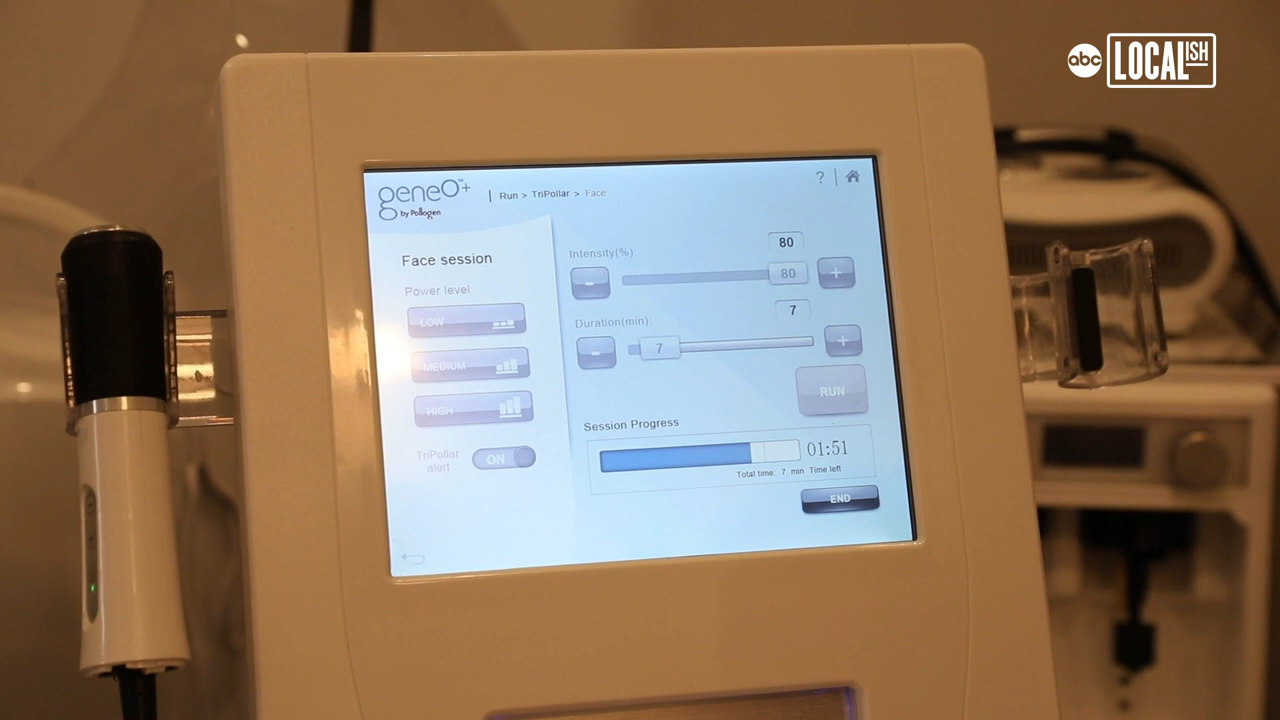 abc LOCALISH
geneO™+
by Pollogen
| Run > TriPollar > Face
? |
Face session
Power level
LOW
MEDIUM
HIGH
TriPollar
alert
ON
Intensity(%)
80
-
80
+
Duration(min):
7
-
7
+
RUN
Session Progress
01:51
Total time: 7 min Time left
END